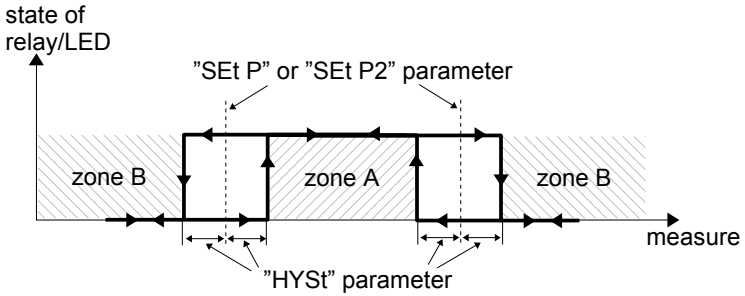 state of
relay/LED
”SEt P” or ”SEt P2” parameter
zone B
zone A
zone B
measure
”HYSt” parameter